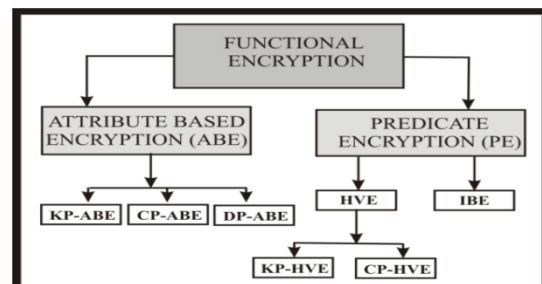 FUNCTIONAL
ENCRYPTION
ATTRIBUTE BASED
ENCRYPTION (ABE)
PREDICATE
ENCRYPTION (PE)
KP-ABE
CP-ABE
DP-ABE
HVE
IBE
KP-HVE
CP-HVE